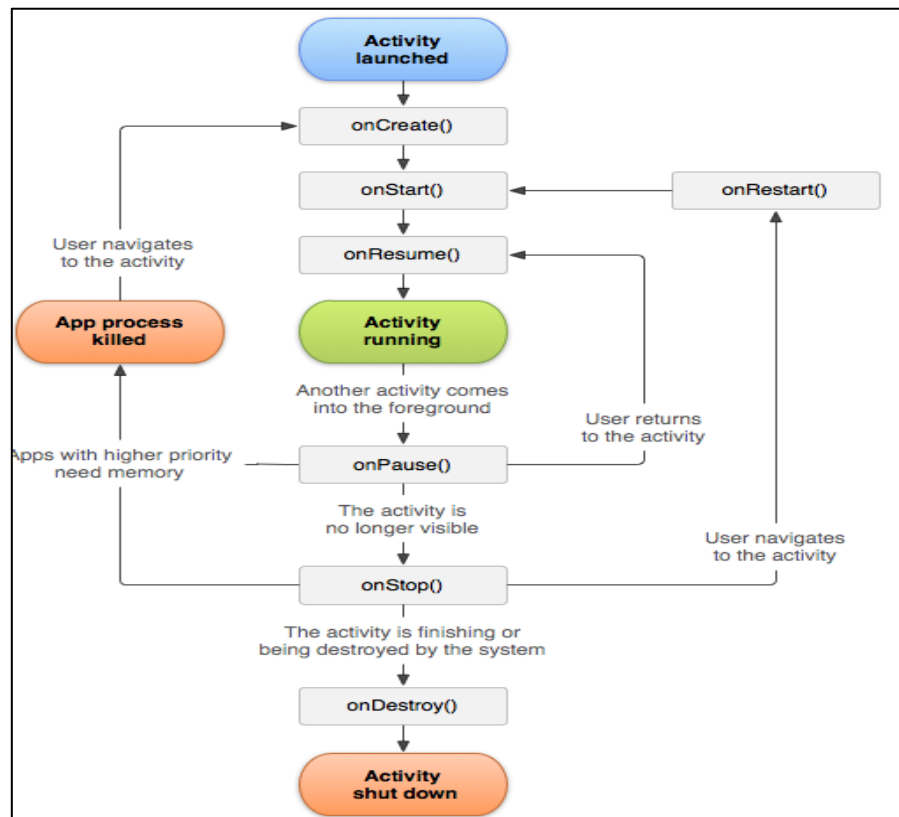 Activity
launched
onCreate()
onStart()
onRestart()
onResume()
User navigates
to the activity
App process
killed
Activity
running
Another activity comes
into the foreground
User returns
to the activity
Apps with higher priority
need memory
onPause()
The activity is
no longer visible
User navigates
to the activity
onStop()
The activity is finishing or
being destroyed by the system
onDestroy()
Activity
shut down